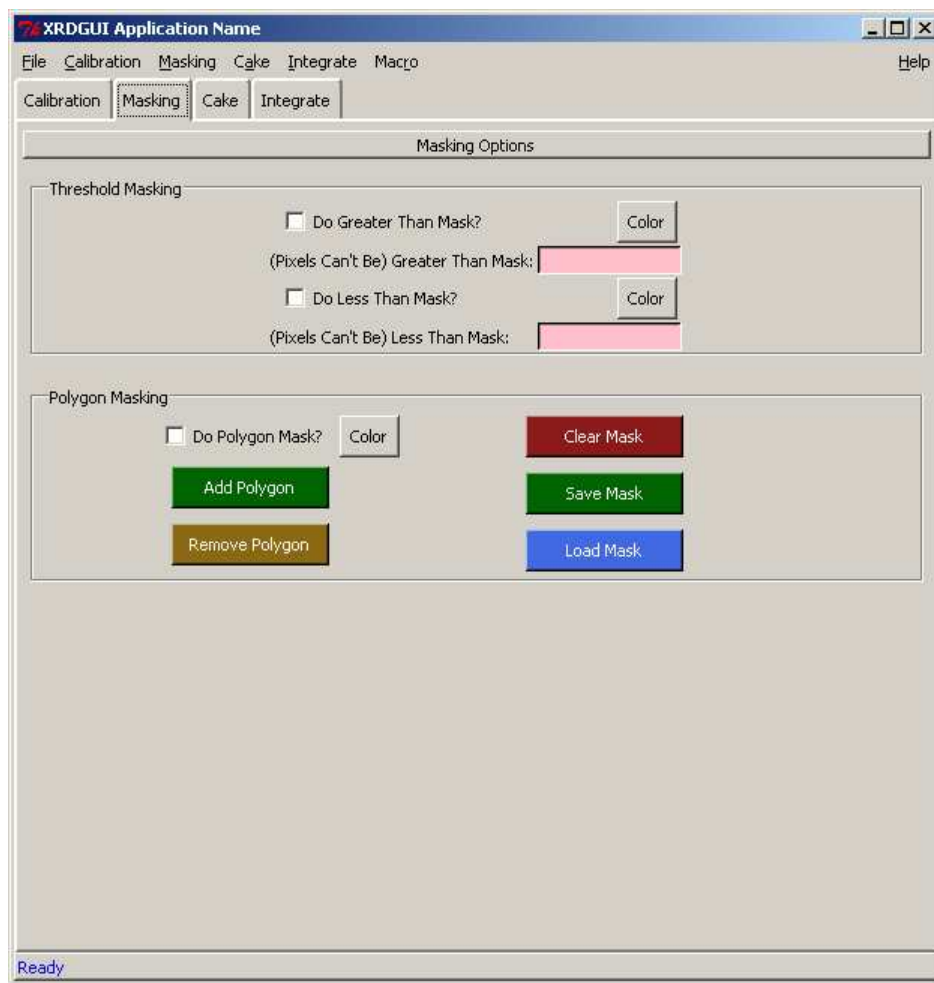 XRDGUI Application Name
File Calibration Masking Cake Integrate Macro Help
Calibration Masking Cake Integrate
Masking Options
Threshold Masking
Do Greater Than Mask? Color
(Pixels Can't Be) Greater Than Mask:
Do Less Than Mask? Color
(Pixels Can't Be) Less Than Mask:
Polygon Masking
Do Polygon Mask? Color Clear Mask
Add Polygon Save Mask
Remove Polygon Load Mask
Ready